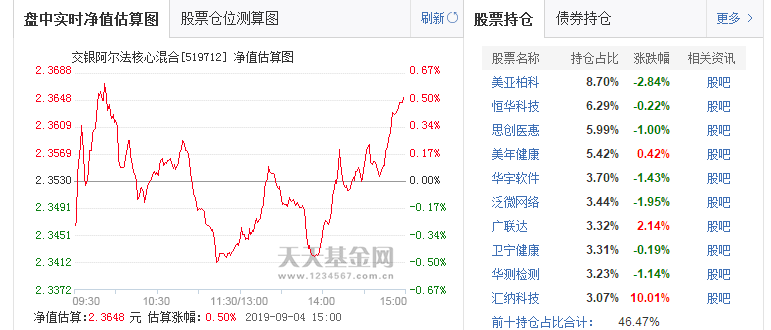 盘中实时净值估算图 股票仓位测算图 刷新
交银阿尔法核心混合[519712] 净值估算图
2.3688 0.67%
2.3648 0.50%
2.3609 0.34%
2.3569 0.17%
2.3530 0.00%
2.3491 -0.17%
2.3451 -0.34%
2.3412 -0.50%
2.3372 -0.67%
天天基金网
www.1234567.com.cn
09:30 10:30 11:30/13:00 14:00 15:00
净值估算:2.3648 元 估算涨幅: 0.50% 2019-09-04 15:00
股票持仓 债券持仓 更多 >
股票名称 持仓占比 涨跌幅 相关资讯
美亚柏科 8.70% -2.84% 股吧
恒华科技 6.29% -0.22% 股吧
思创医惠 5.99% -1.00% 股吧
美年健康 5.42% 0.42% 股吧
华宇软件 3.70% -1.43% 股吧
泛微网络 3.44% -1.95% 股吧
广联达 3.32% 2.14% 股吧
卫宁健康 3.31% -0.19% 股吧
华测检测 3.23% -1.14% 股吧
汇纳科技 3.07% 10.01% 股吧
前十持仓占比合计： 46.47%